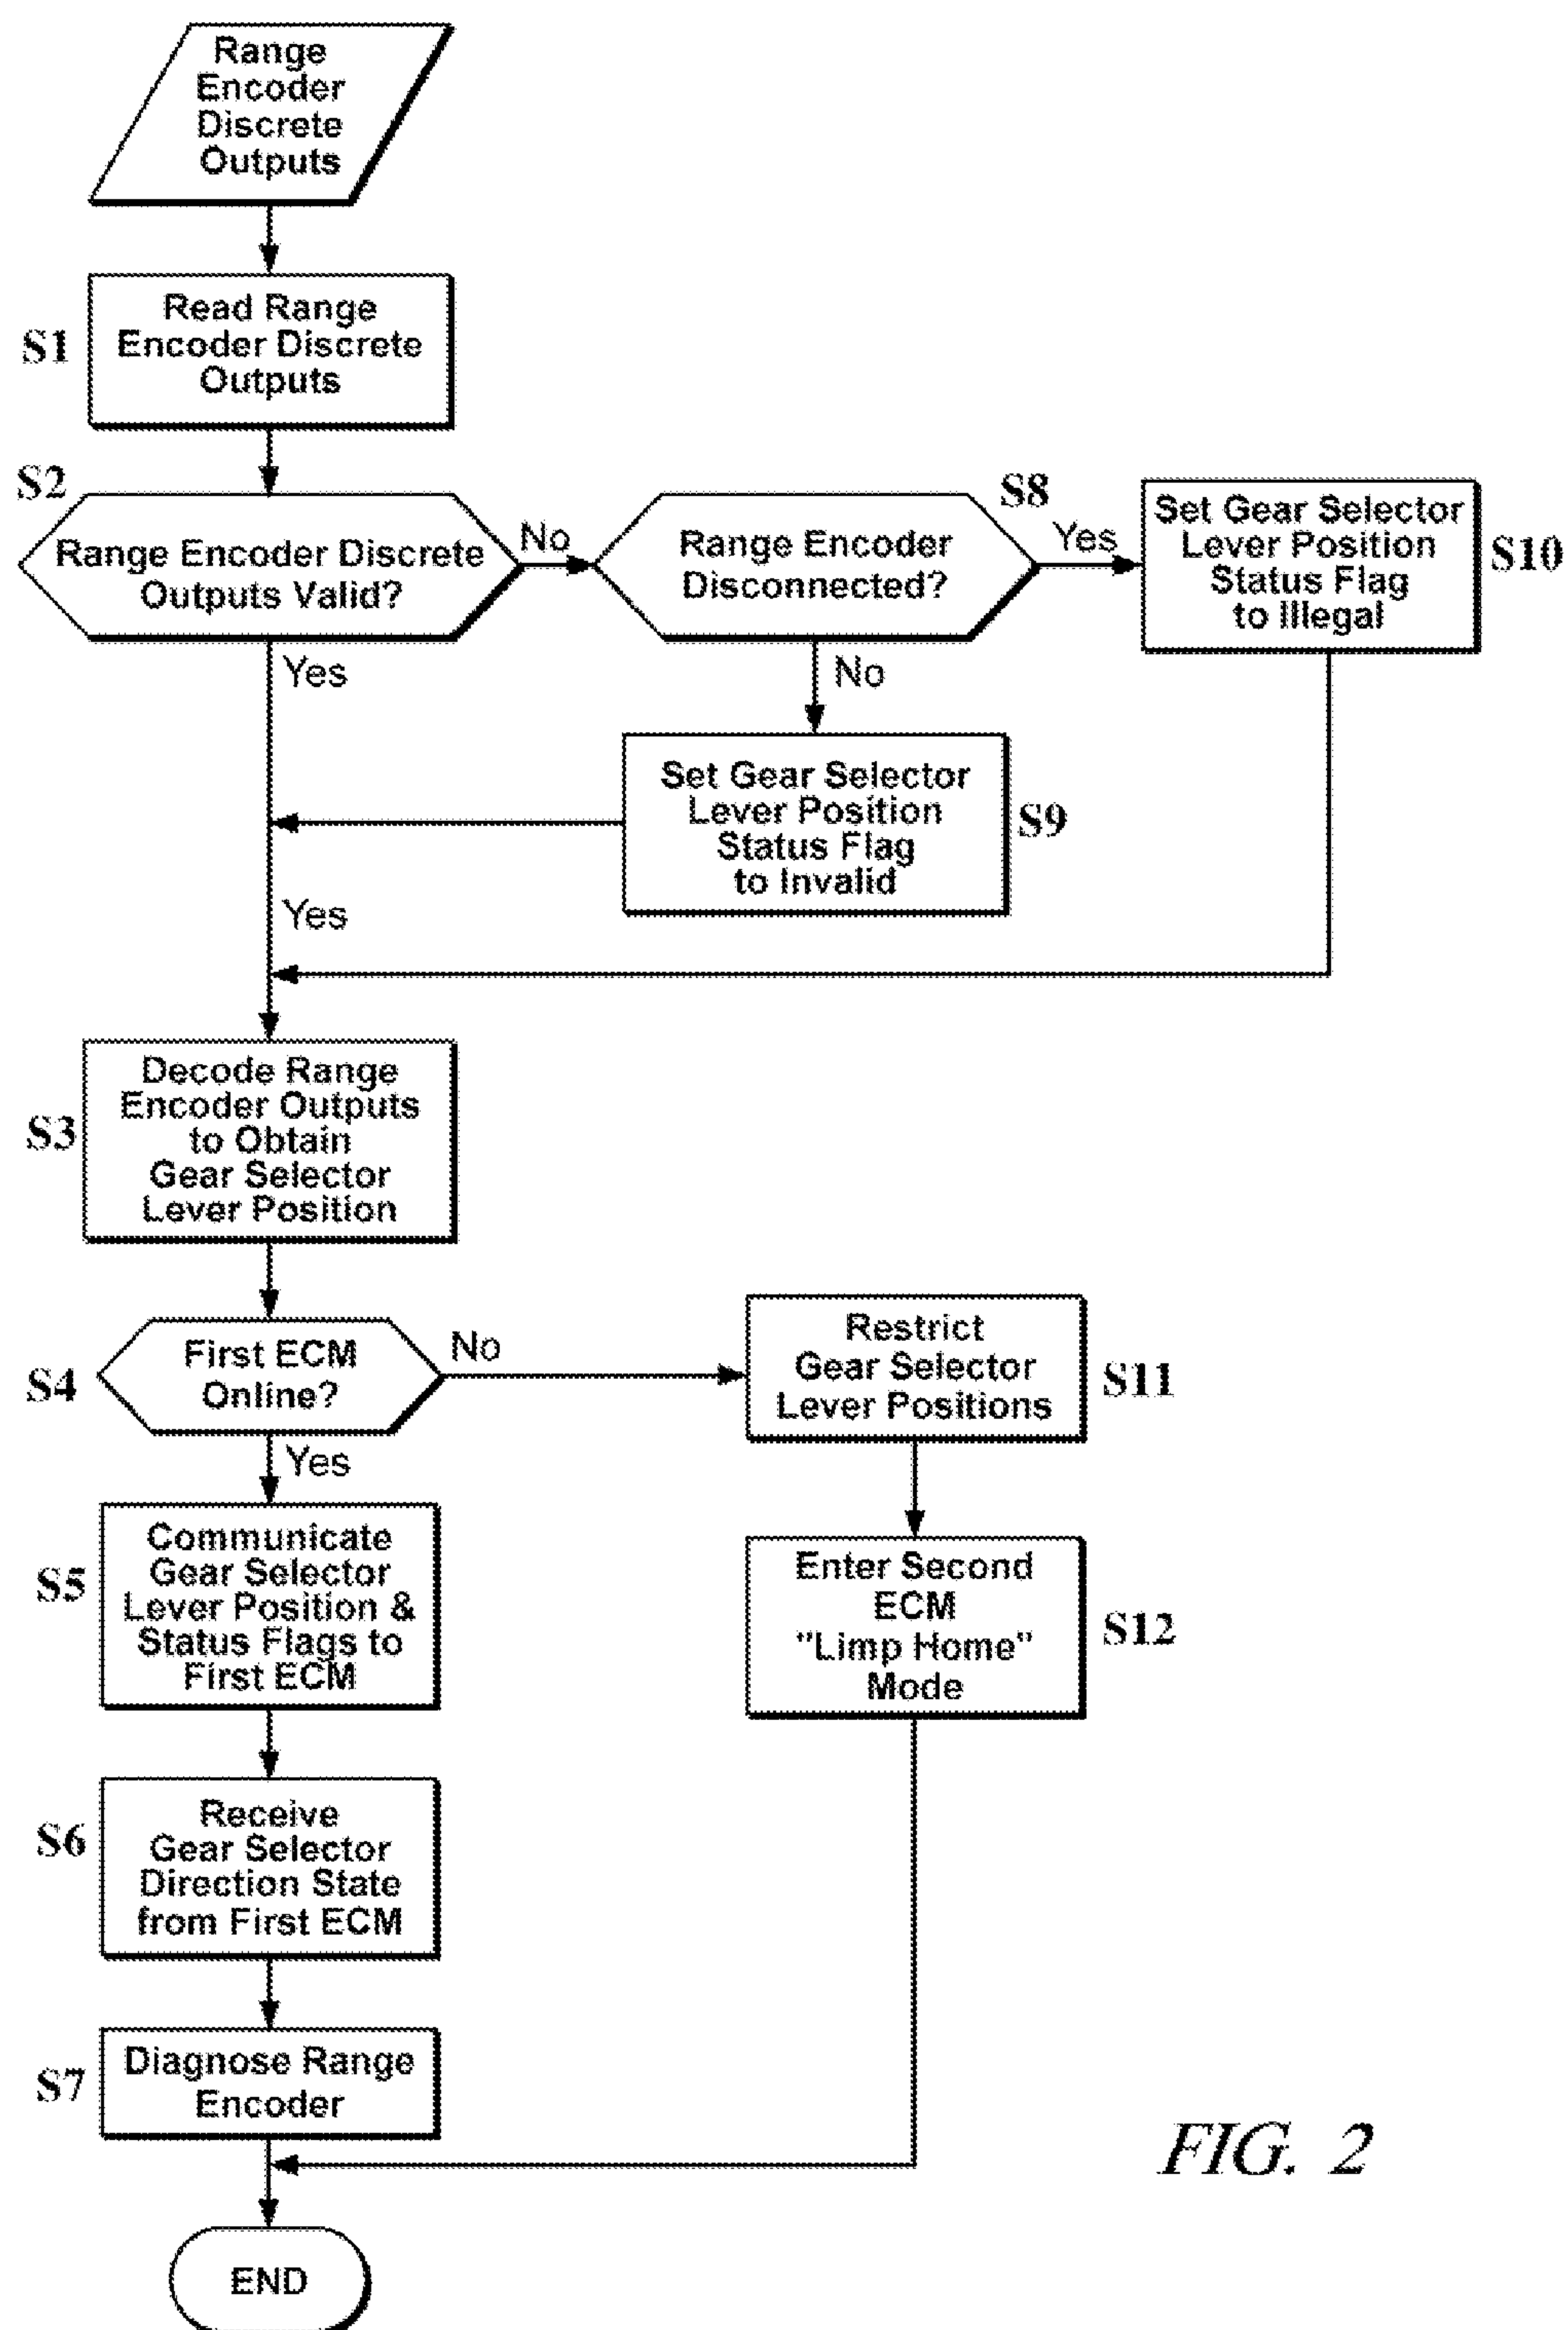 Range
Encoder
Discrete
Outputs
S1
Read Range
Encoder Discrete
Outputs
S2
Range Encoder Discrete
Outputs Valid?
No
Yes
Range Encoder
Disconnected?
S8
Yes
No
Set Gear Selector
Lever Position
Status Flag
to Illegal
S10
Set Gear Selector
Lever Position
Status Flag
to Invalid
S9
Yes
S3
Decode Range
Encoder Outputs
to Obtain
Gear Selector
Lever Position
S4
First ECM
Online?
No
Yes
Restrict
Gear Selector
Lever Positions
S11
S5
Communicate
Gear Selector
Lever Position &
Status Flags to
First ECM
Enter Second
ECM
"Limp Home"
Mode
S12
S6
Receive
Gear Selector
Direction State
from First ECM
S7
Diagnose Range
Encoder
END
FIG. 2